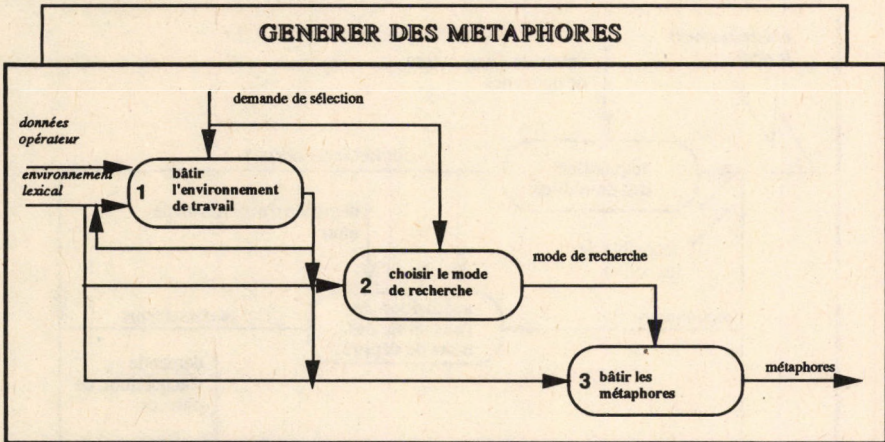 GENERER DES METAPHORES
demande de sélection
données
opérateur
environnement
lexical
1
bâtir
l'environnement
de travail
2
choisir le mode
de recherche
mode de recherche
3
bâtir les
métaphores
métaphores